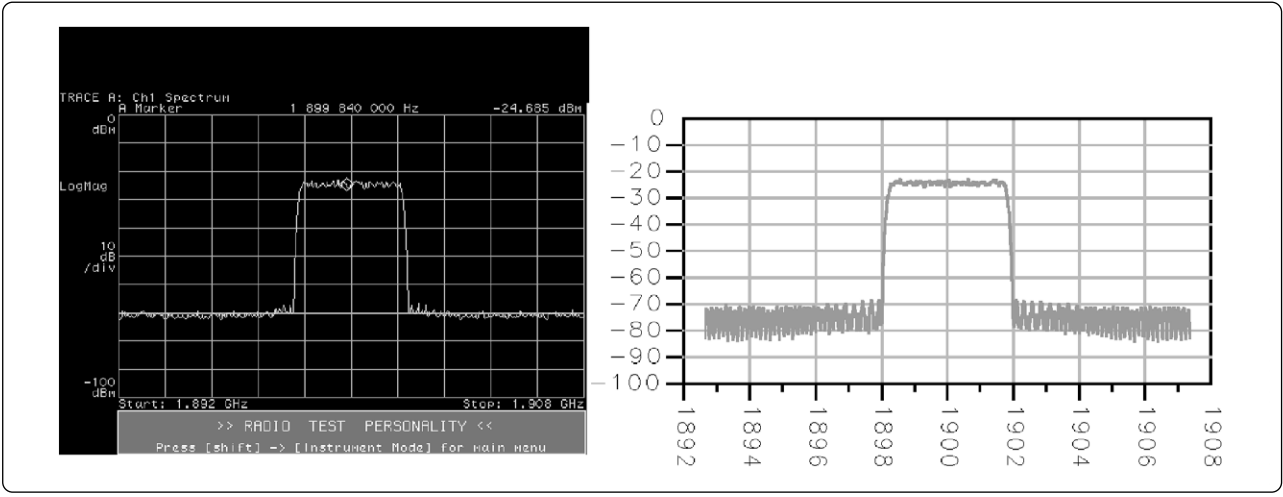 TRACE A: Ch1 Spectrum
A Marker 1 899 840 000 Hz -24.685 dBm
0
dBm
LogMag
10
dB
/div
-100
dBm
Start: 1.892 GHz Stop: 1.908 GHz
>> RADIO TEST PERSONALITY <<
Press [shift] -> [Instrument Mode] for main menu
0
-10
-20
-30
-40
-50
-60
-70
-80
-90
-100
1892
1894
1896
1898
1900
1902
1904
1906
1908